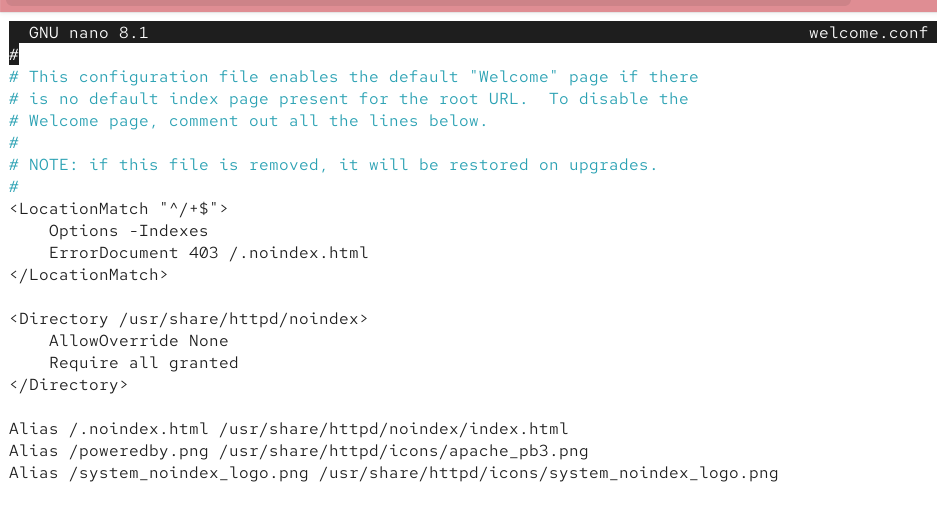 GNU nano 8.1 welcome.conf
#
# This configuration file enables the default "Welcome" page if there
# is no default index page present for the root URL.  To disable the
# Welcome page, comment out all the lines below.
#
# NOTE: if this file is removed, it will be restored on upgrades.
#
<LocationMatch "^/+$">
    Options -Indexes
    ErrorDocument 403 /.noindex.html
</LocationMatch>

<Directory /usr/share/httpd/noindex>
    AllowOverride None
    Require all granted
</Directory>

Alias /.noindex.html /usr/share/httpd/noindex/index.html
Alias /poweredby.png /usr/share/httpd/icons/apache_pb3.png
Alias /system_noindex_logo.png /usr/share/httpd/icons/system_noindex_logo.png